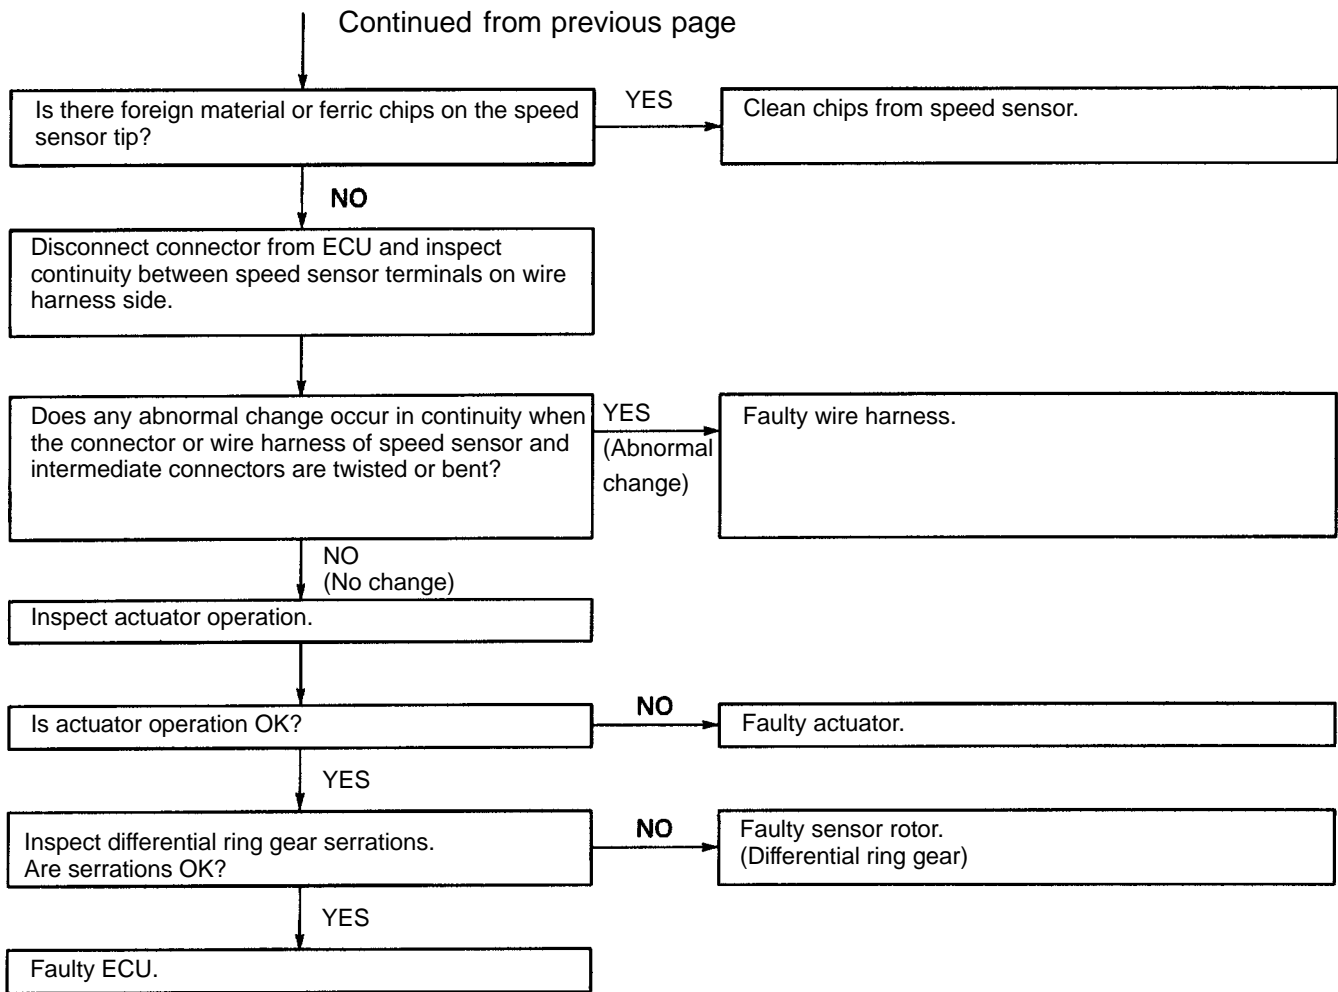 Continued from previous page
Is there foreign material or ferric chips on the speed
sensor tip?
YES
Clean chips from speed sensor.
NO
Disconnect connector from ECU and inspect
continuity between speed sensor terminals on wire
harness side.
Does any abnormal change occur in continuity when
the connector or wire harness of speed sensor and
intermediate connectors are twisted or bent?
YES
(Abnormal
change)
Faulty wire harness.
NO
(No change)
Inspect actuator operation.
Is actuator operation OK?
NO
Faulty actuator.
YES
Inspect differential ring gear serrations.
Are serrations OK?
NO
Faulty sensor rotor.
(Differential ring gear)
YES
Faulty ECU.